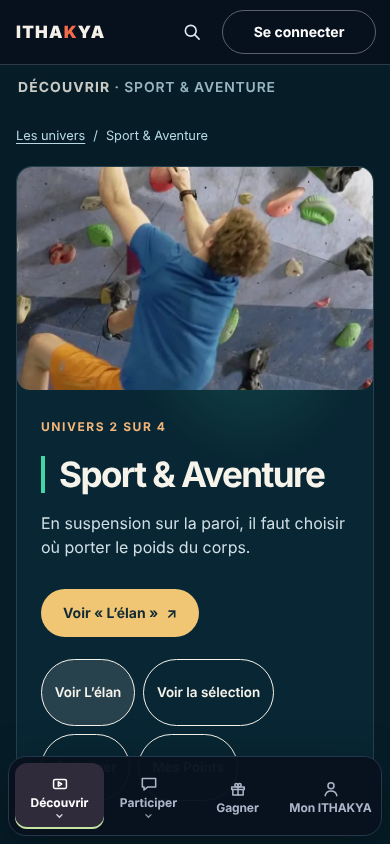 ITHAKYA
Se connecter
DÉCOUVRIR · SPORT & AVENTURE
Les univers / Sport & Aventure
UNIVERS 2 SUR 4
Sport & Aventure
En suspension sur la paroi, il faut choisir
où porter le poids du corps.
Voir « L’élan » ↗
Voir L’élan
Voir la sélection
Mes Points
Découvrir
Participer
Gagner
Mon ITHAKYA